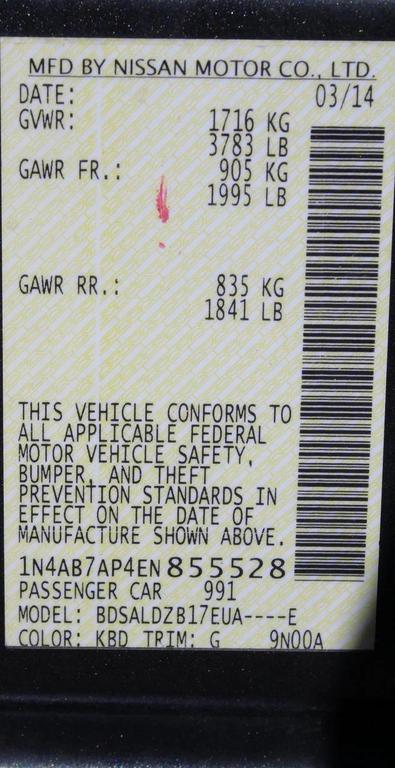 MFD BY NISSAN MOTOR CO., LTD.
DATE: 03/14
GVWR: 1716 KG
3783 LB
GAWR FR.: 905 KG
1995 LB
GAWR RR.: 835 KG
1841 LB
THIS VEHICLE CONFORMS TO
ALL APPLICABLE FEDERAL
MOTOR VEHICLE SAFETY,
BUMPER, AND THEFT
PREVENTION STANDARDS IN
EFFECT ON THE DATE OF
MANUFACTURE SHOWN ABOVE.
1N4AB7AP4EN855528
PASSENGER CAR 991
MODEL: BDSALDZB17EUA----E
COLOR: KBD TRIM: G 9N00A